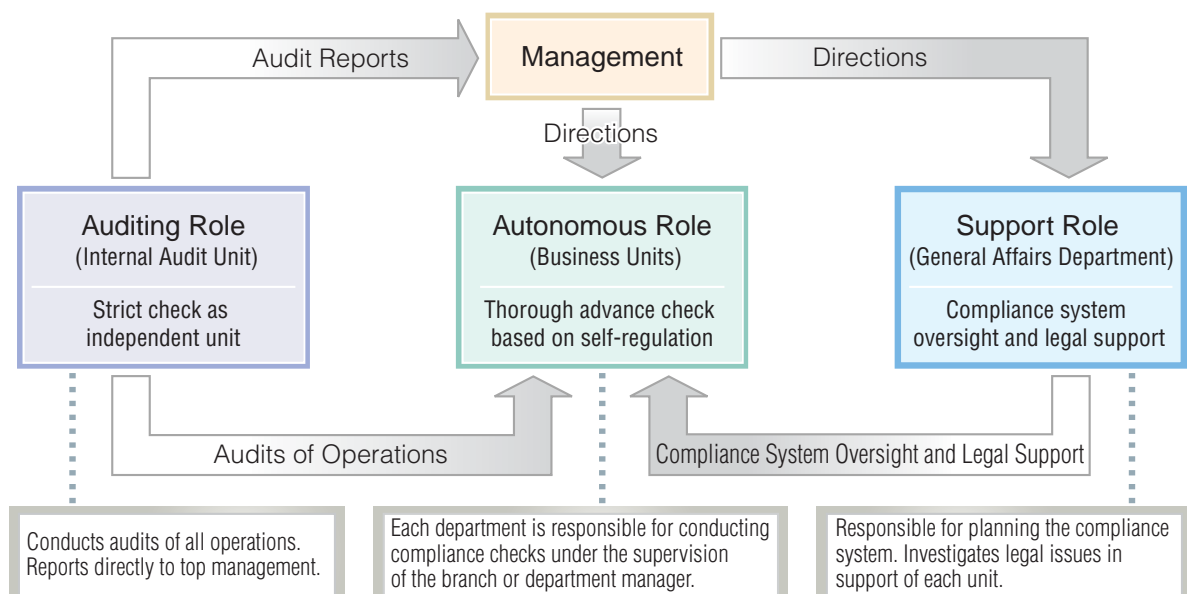 Audit Reports
Management
Directions
Directions
Auditing Role
(Internal Audit Unit)
Strict check as
independent unit
Autonomous Role
(Business Units)
Thorough advance check
based on self-regulation
Support Role
(General Affairs Department)
Compliance system
oversight and legal support
Audits of Operations
Compliance System Oversight and Legal Support
Conducts audits of all operations.
Reports directly to top management.
Each department is responsible for conducting
compliance checks under the supervision
of the branch or department manager.
Responsible for planning the compliance
system. Investigates legal issues in
support of each unit.